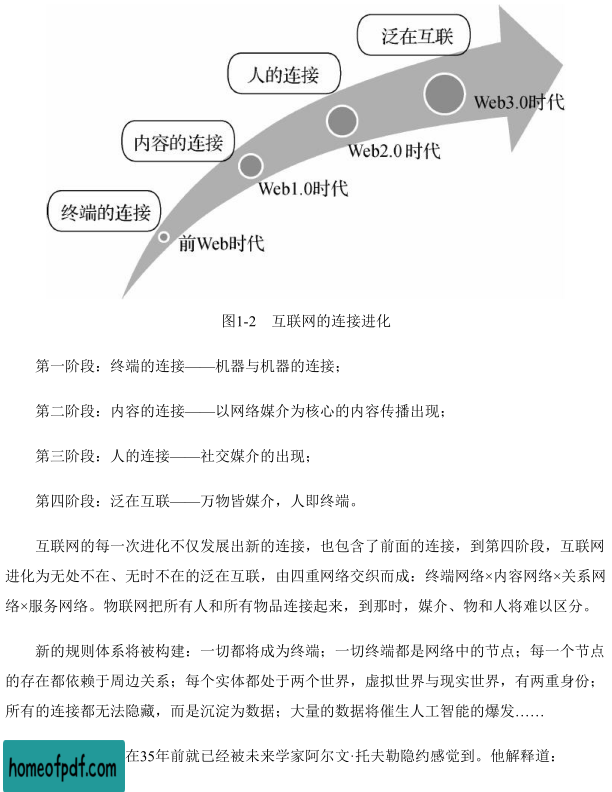 泛在互联
人的连接
Web3.0时代
内容的连接
Web2.0时代
Web1.0时代
终端的连接
前Web时代
图1-2 互联网的连接进化
第一阶段：终端的连接——机器与机器的连接；
第二阶段：内容的连接——以网络媒介为核心的内容传播出现；
第三阶段：人的连接——社交媒介的出现；
第四阶段：泛在互联——万物皆媒介，人即终端。
互联网的每一次进化不仅发展出新的连接，也包含了前面的连接，到第四阶段，互联网
进化为无处不在、无时不在的泛在互联，由四重网络交织而成：终端网络×内容网络×关系网
络×服务网络。物联网把所有人和所有物品连接起来，到那时，媒介、物和人将难以区分。
新的规则体系将被构建：一切都将成为终端；一切终端都是网络中的节点；每一个节点
的存在都依赖于周边关系；每个实体都处于两个世界，虚拟世界与现实世界，有两重身份；
所有的连接都无法隐藏，而是沉淀为数据；大量的数据将催生人工智能的爆发……
在35年前就已经被未来学家阿尔文·托夫勒隐约感觉到。他解释道：
homeofpdf.com